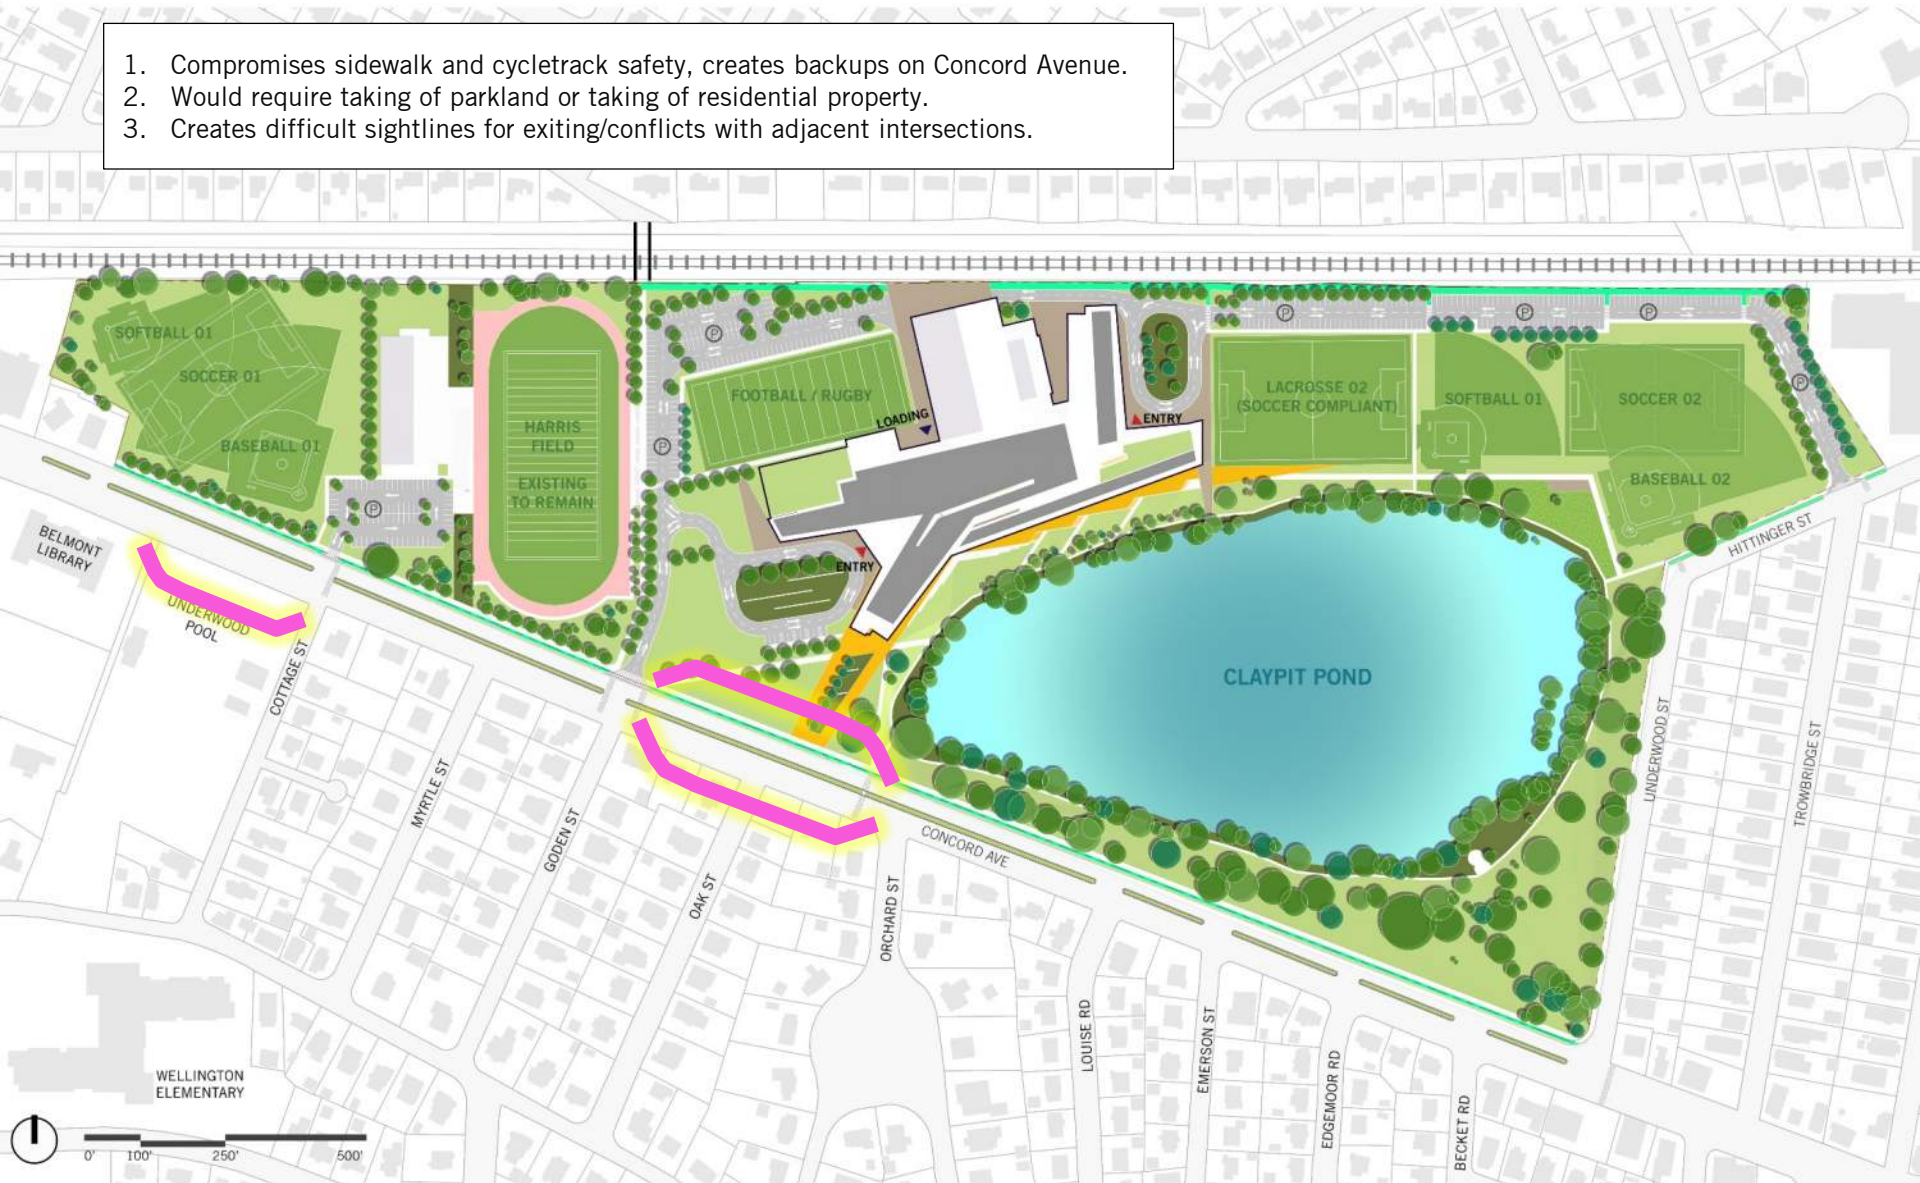 1. Compromises sidewalk and cycletrack safety, creates backups on Concord Avenue.
2. Would require taking of parkland or taking of residential property.
3. Creates difficult sightlines for exiting/conflicts with adjacent intersections.
SOFTBALL 01
SOCCER 01
BASEBALL 01
P
HARRIS
FIELD
EXISTING
TO REMAIN
P
P
FOOTBALL / RUGBY
LOADING
ENTRY
ENTRY
P
P
P
P
LACROSSE 02
(SOCCER COMPLIANT)
SOFTBALL 01
SOCCER 02
BASEBALL 02
HITTINGER ST
BELMONT
LIBRARY
UNDERWOOD
POOL
COTTAGE ST
MYRTLE ST
GODEN ST
OAK ST
ORCHARD ST
CONCORD AVE
CLAYPIT POND
UNDERWOOD ST
TROWBRIDGE ST
LOUISE RD
EMERSON ST
EDGEMOOR RD
BECKET RD
WELLINGTON
ELEMENTARY
0' 100' 250' 500'